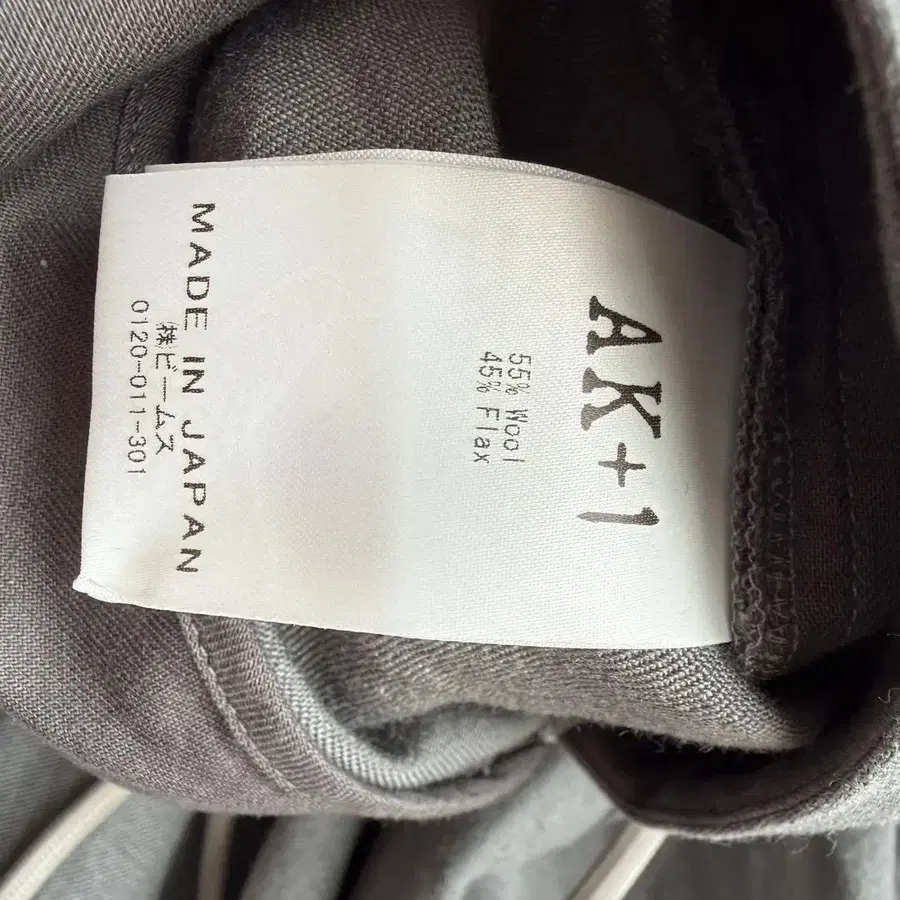 AK+1
55% Wool
45% Flax
MADE IN JAPAN
㈱ビームス
0120-011-301